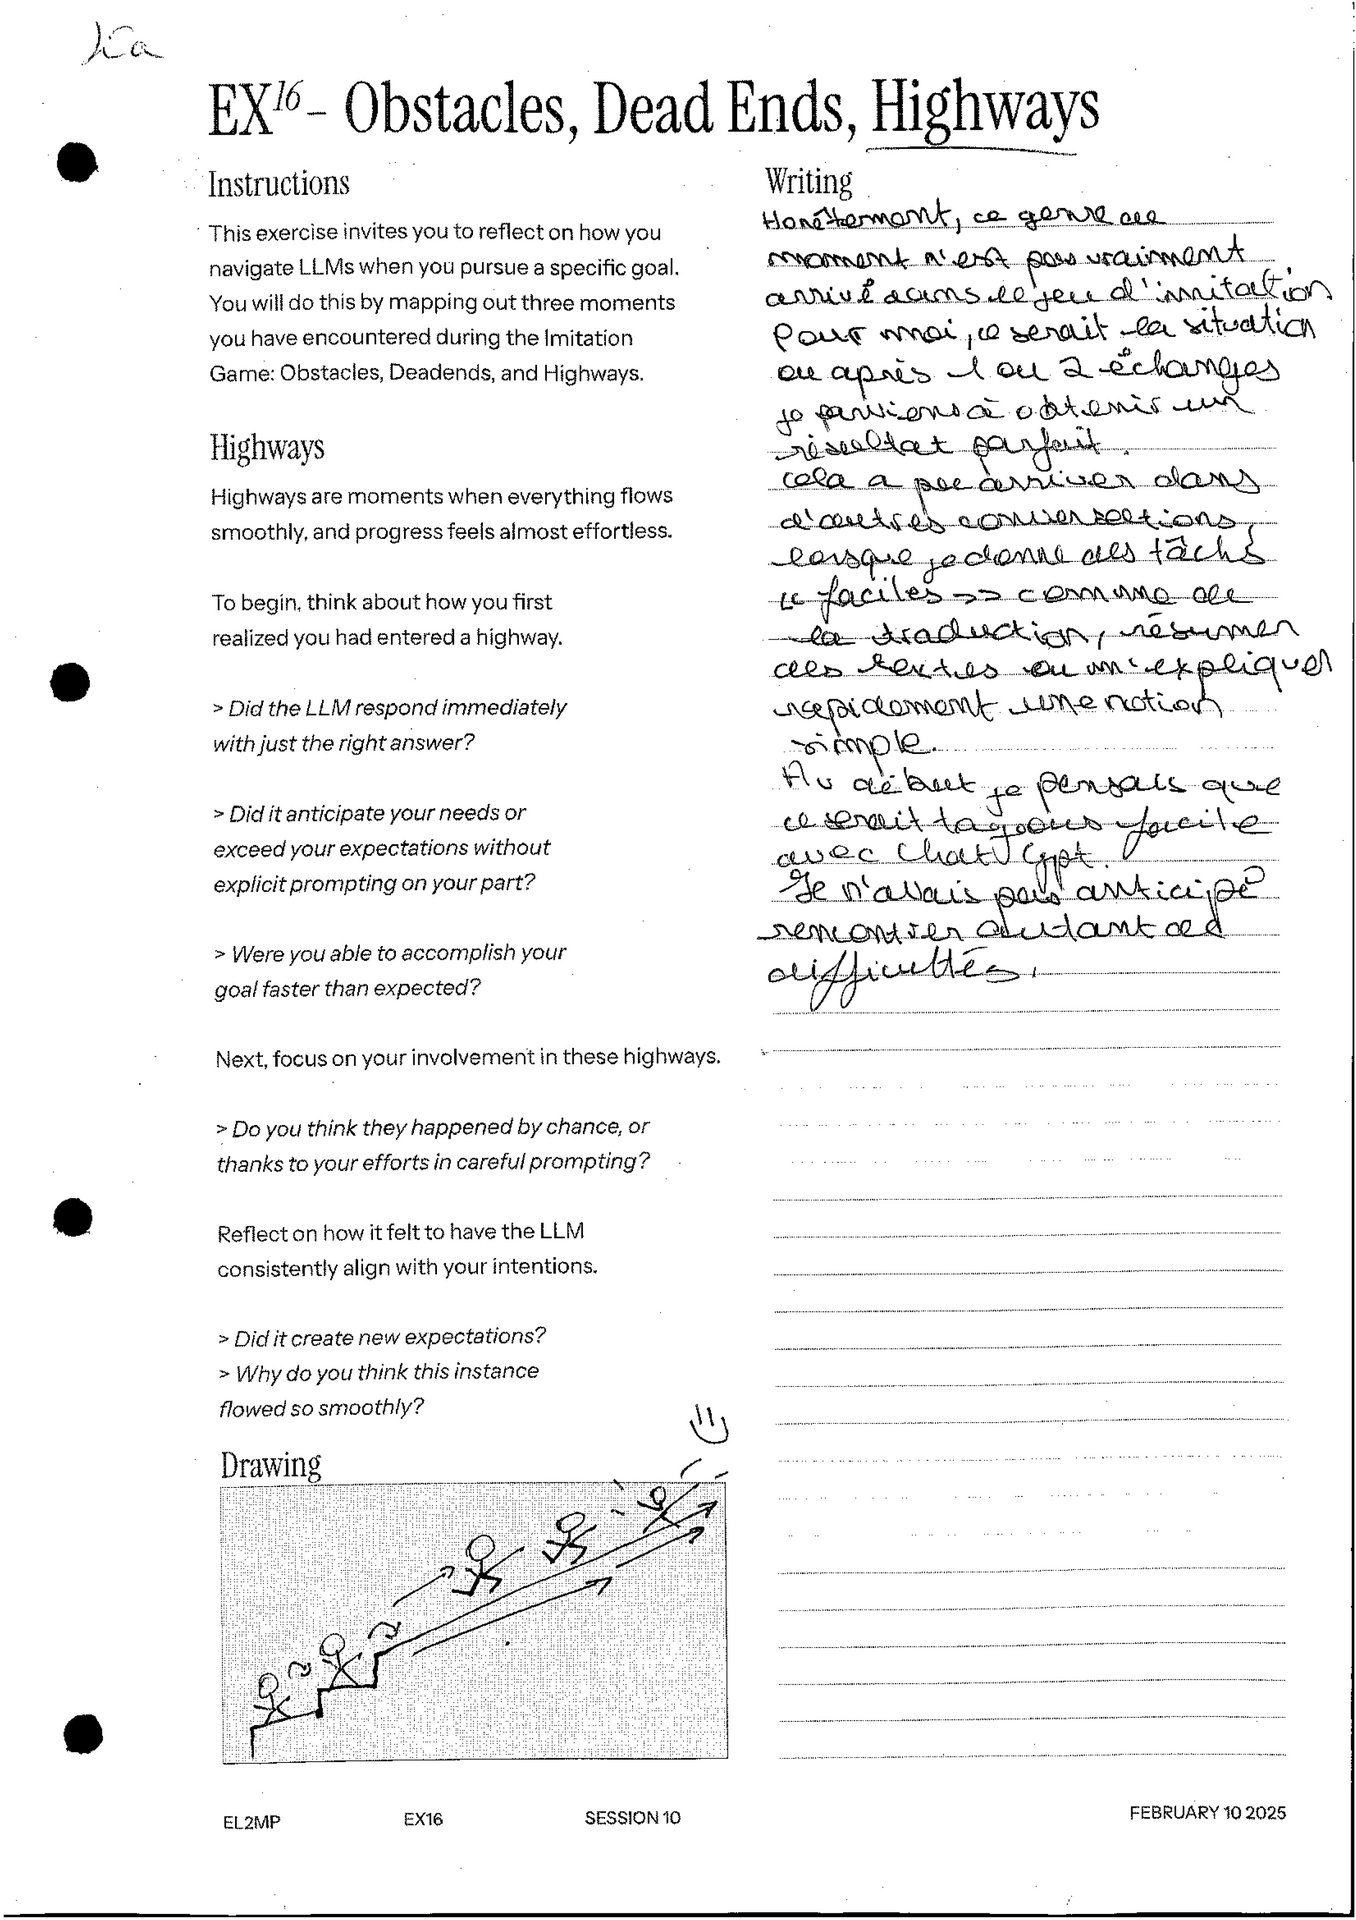 EX16 – Obstacles, Dead Ends, Highways
Instructions
This exercise invites you to reflect on how you
navigate LLMs when you pursue a specific goal.
You will do this by mapping out three moments
you have encountered during the Imitation
Game: Obstacles, Deadends, and Highways.
Highways
Highways are moments when everything flows
smoothly, and progress feels almost effortless.
To begin, think about how you first
realized you had entered a highway.
> Did the LLM respond immediately
with just the right answer?
> Did it anticipate your needs or
exceed your expectations without
explicit prompting on your part?
> Were you able to accomplish your
goal faster than expected?
Next, focus on your involvement in these highways.
> Do you think they happened by chance, or
thanks to your efforts in careful prompting?
Reflect on how it felt to have the LLM
consistently align with your intentions.
> Did it create new expectations?
> Why do you think this instance
flowed so smoothly?
Drawing
Writing
Honêtement, ce genre de
moment n'est pas vraiment
arrivé dans le jeu d'imitation
Pour moi, ce serait la situation
ou après 1 ou 2 échanges
je parviens à obtenir un
résultat parfait.
cela a pu arriver dans
d'autres conversations,
lorsque je donne des tâchs
« faciles >> comme de
la traduction, résumer
des textes ou m'expliquer
rapidement une notion
simple.
Au début je pensais que
ce serait facile
avec Chat Gpt.
Je n'avais pas anticipé
rencontrer autant de
difficultés.
EL2MP
EX16
SESSION 10
FEBRUARY 10 2025